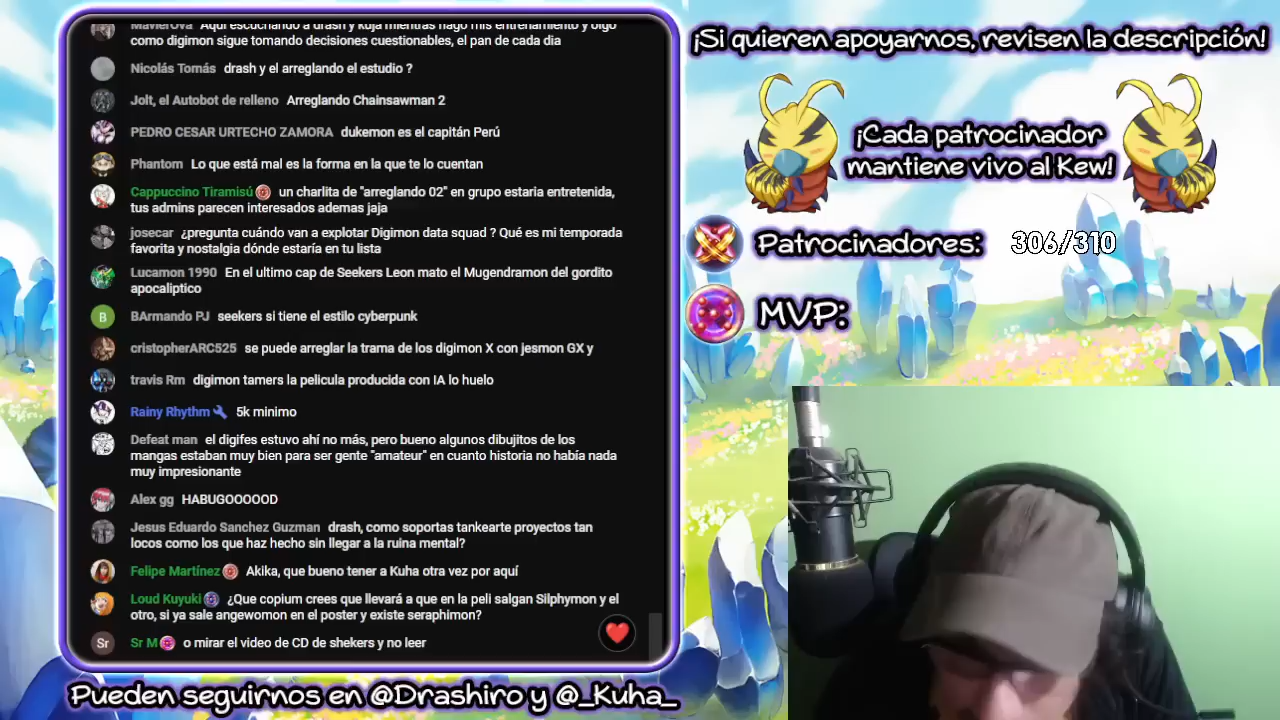 MavierOva Aquí escuchando a drash y kuja mientras hago mis entrenamiento y oigo
como digimon sigue tomando decisiones cuestionables, el pan de cada dia
Nicolás Tomás drash y el arreglando el estudio ?
Jolt, el Autobot de relleno Arreglando Chainsawman 2
PEDRO CESAR URTECHO ZAMORA dukemon es el capitán Perú
Phantom Lo que está mal es la forma en la que te lo cuentan
Cappuccino Tiramisú un charlita de "arreglando 02" en grupo estaria entretenida,
tus admins parecen interesados ademas jaja
josecar ¿pregunta cuándo van a explotar Digimon data squad ? Qué es mi temporada
favorita y nostalgia dónde estaría en tu lista
Lucamon 1990 En el ultimo cap de Seekers Leon mato el Mugendramon del gordito
apocaliptico
B BArmando PJ seekers si tiene el estilo cyberpunk
cristopherARC525 se puede arreglar la trama de los digimon X con jesmon GX y
travis Rm digimon tamers la pelicula producida con IA lo huelo
Rainy Rhythm 5k minimo
Defeat man el digifes estuvo ahí no más, pero bueno algunos dibujitos de los
mangas estaban muy bien para ser gente "amateur" en cuanto historia no había nada
muy impresionante
Alex gg HABUGOOOOOD
Jesus Eduardo Sanchez Guzman drash, como soportas tankearte proyectos tan
locos como los que haz hecho sin llegar a la ruina mental?
Felipe Martínez Akika, que bueno tener a Kuha otra vez por aquí
Loud Kuyuki ¿Que copium crees que llevará a que en la peli salgan Silphymon y el
otro, si ya sale angewomon en el poster y existe seraphimon?
Sr Sr M o mirar el video de CD de shekers y no leer
Pueden seguirnos en @Drashiro y @_Kuha_
¡Si quieren apoyarnos, revisen la descripción!
¡Cada patrocinador
mantiene vivo al Kew!
Patrocinadores: 306/310
MVP: